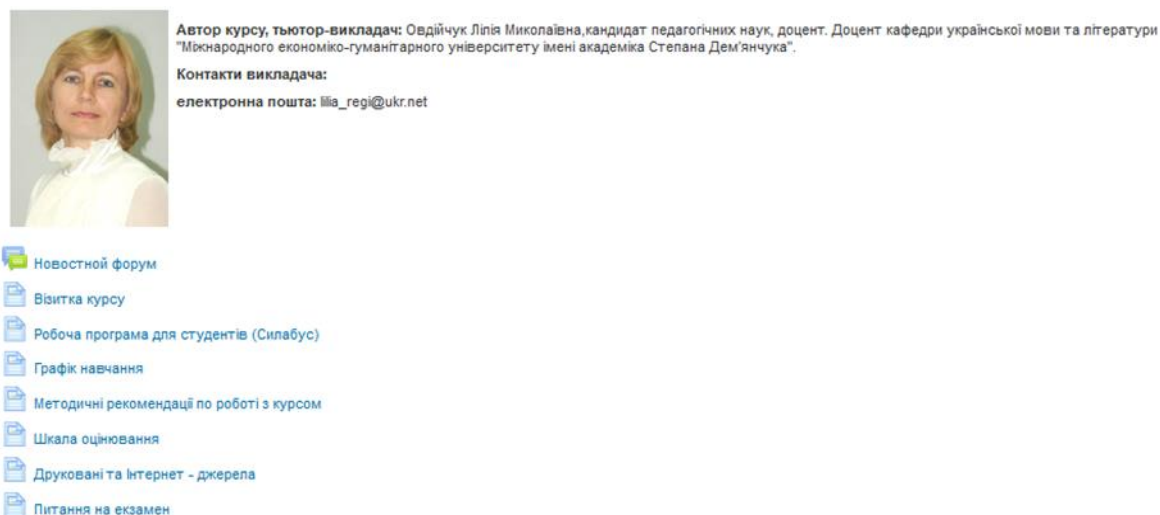 Автор курсу, тьютор-викладач: Овдійчук Лілія Миколаївна,кандидат педагогічних наук, доцент. Доцент кафедри української мови та літератури
"Міжнародного економіко-гуманітарного університету імені академіка Степана Дем'янчука".
Контакти викладача:
електронна пошта: lilia_regi@ukr.net
Новостной форум
Візитка курсу
Робоча програма для студентів (Силабус)
Графік навчання
Методичні рекомендації по роботі з курсом
Шкала оцінювання
Друковані та Інтернет - джерела
Питання на екзамен